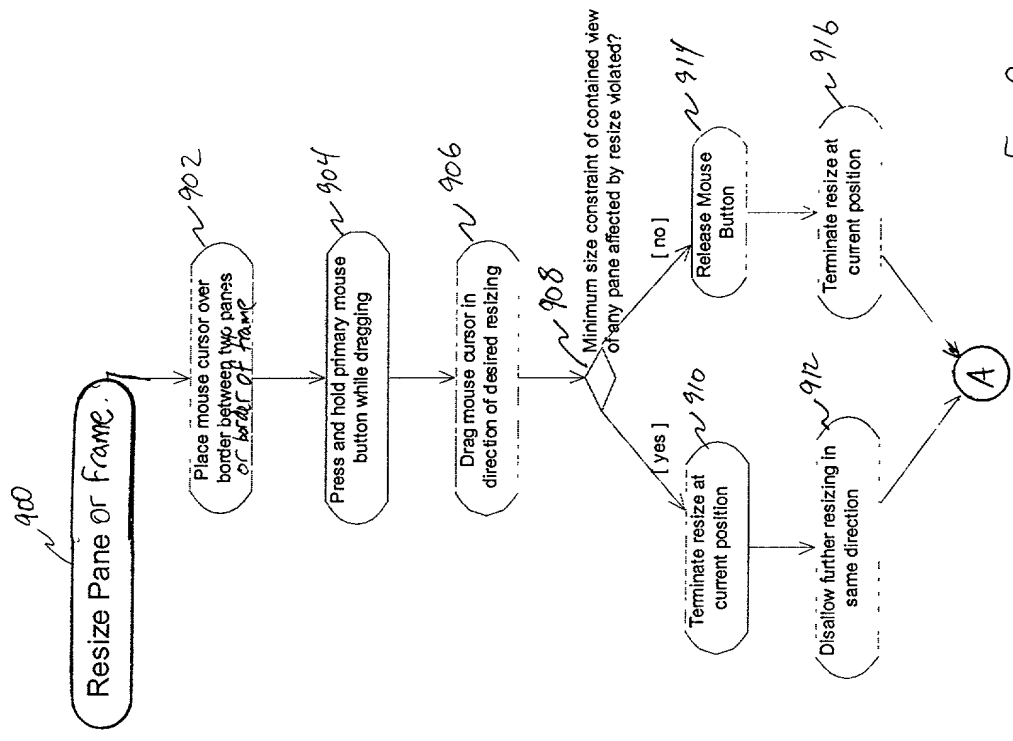 900
Resize Pane or Frame.
902
Place mouse cursor over
border between two panes
or border of frame
904
Press and hold primary mouse
button while dragging
906
Drag mouse cursor in
direction of desired resizing
908
Minimum size constraint of contained view
of any pane affected by resize violated?
[ yes ]
[ no ]
910
Terminate resize at
current position
914
Release Mouse
Button
912
Disallow further resizing in
same direction
916
Terminate resize at
current position
A